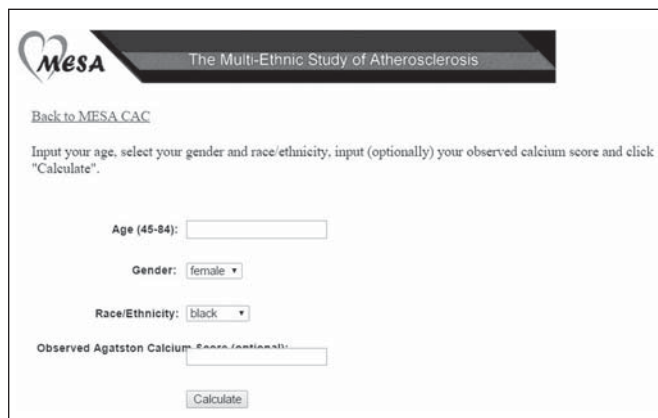 MESA The Multi-Ethnic Study of Atherosclerosis
Back to MESA CAC
Input your age, select your gender and race/ethnicity, input (optionally) your observed calcium score and click
"Calculate".
Age (45-84):
Gender: female
Race/Ethnicity: black
Observed Agatston Calcium Score (optional):
Calculate